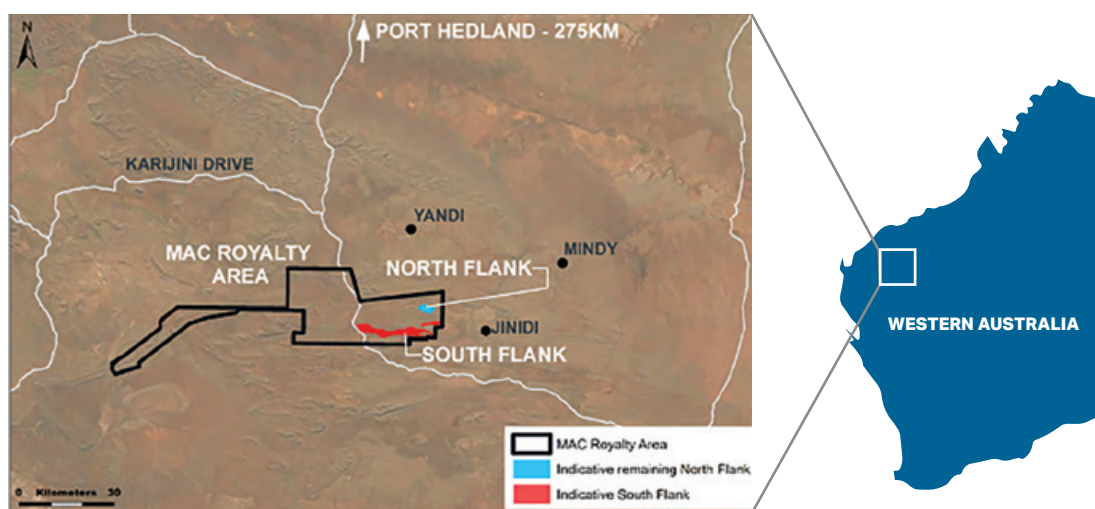 N
PORT HEDLAND - 275KM
KARIJINI DRIVE
YANDI
MAC ROYALTY
AREA
NORTH FLANK
MINDY
JINIDI
SOUTH FLANK
WESTERN AUSTRALIA
MAC Royalty Area
Indicative remaining North Flank
Indicative South Flank
0 Kilometers 30